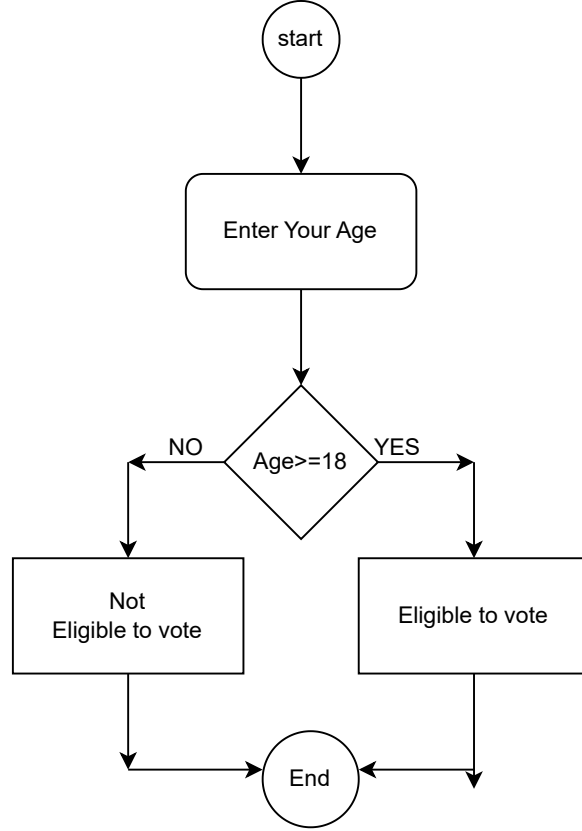 start
Enter Your Age
NO
YES
Age>=18
Not
Eligible to vote
Eligible to vote
End